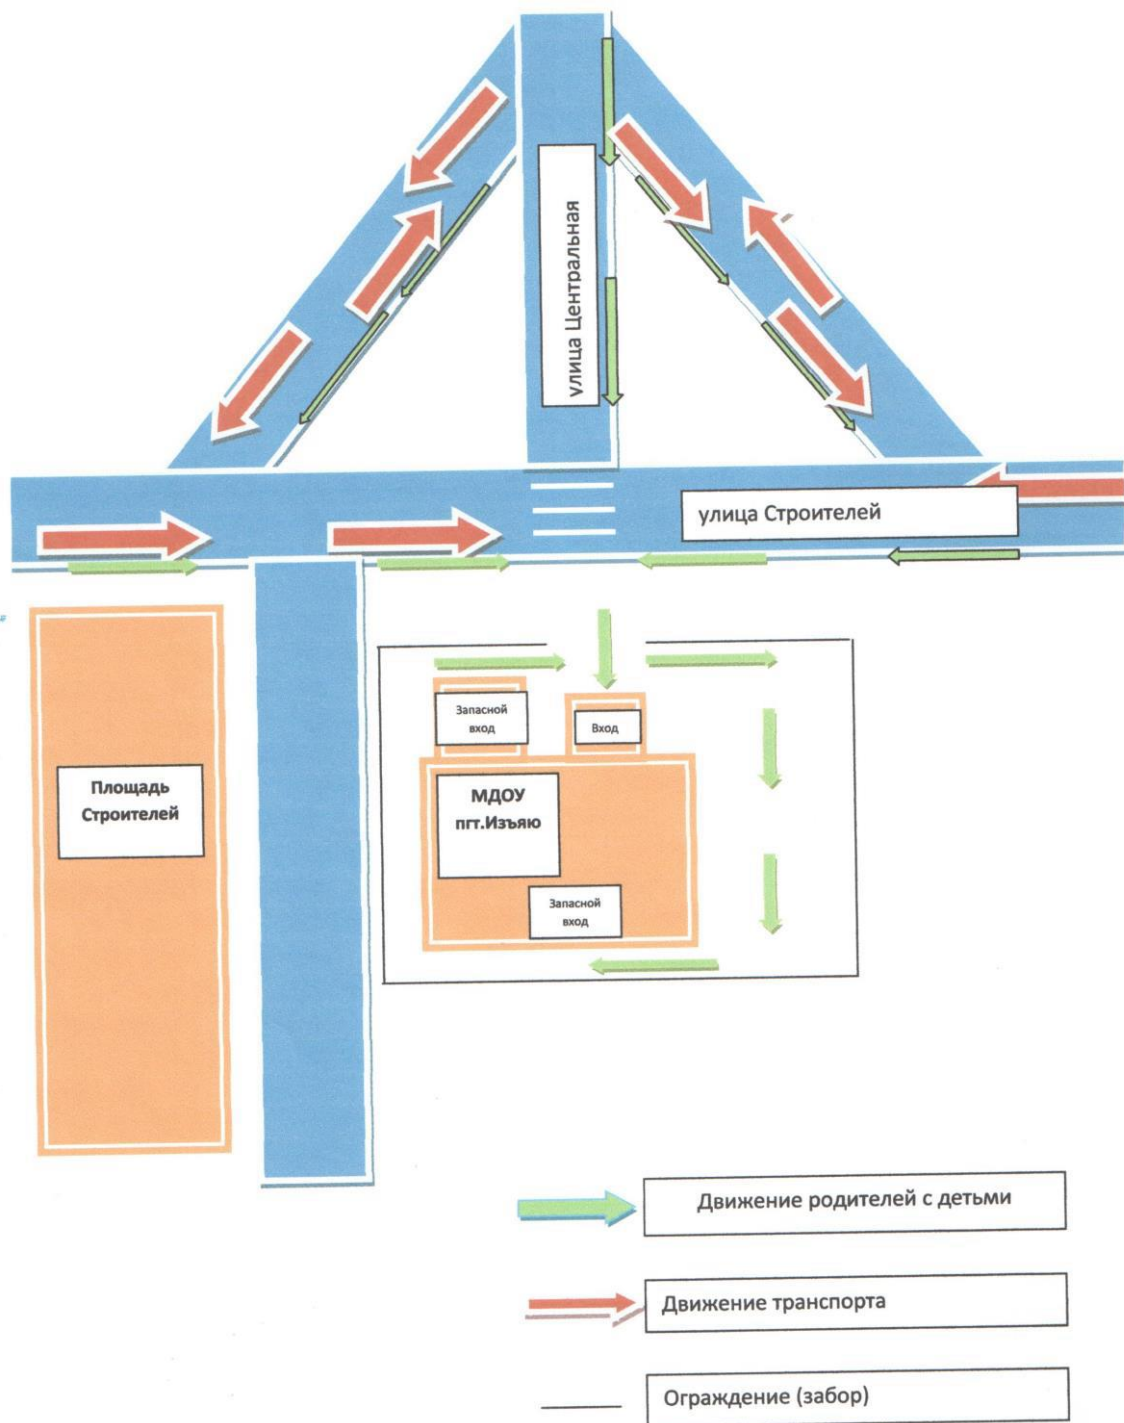 улица Центральная
улица Строителей
Запасной
вход
Вход
Площадь
Строителей
МДОУ
пгт.Изъяю
Запасной
вход
Движение родителей с детьми
Движение транспорта
Ограждение (забор)